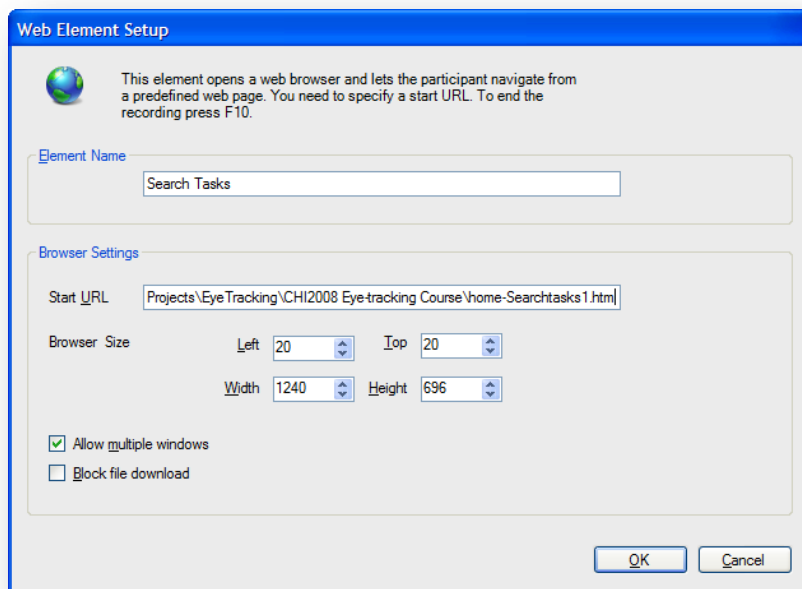 Web Element Setup
This element opens a web browser and lets the participant navigate from
a predefined web page. You need to specify a start URL. To end the
recording press F10.
Element Name
Search Tasks
Browser Settings
Start URL Projects\EyeTracking\CHI2008 Eye-tracking Course\home-Searchtasks1.htm
Browser Size Left 20 Top 20
Width 1240 Height 696
Allow multiple windows
Block file download
OK Cancel